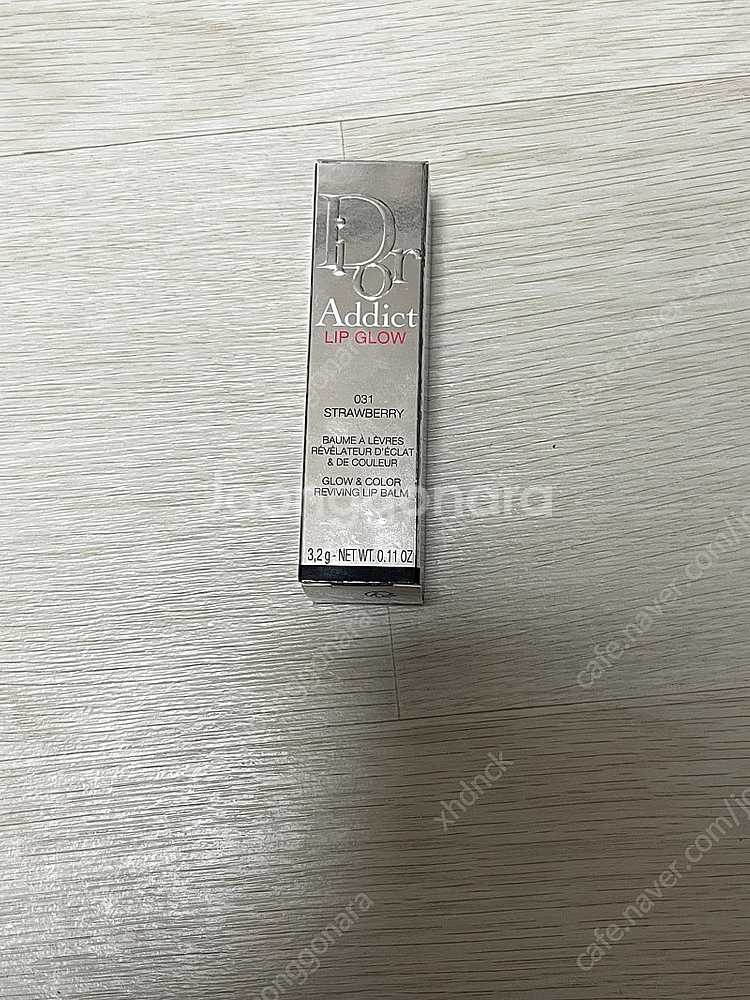 Dior
Addict
LIP GLOW
031
STRAWBERRY
BAUME À LÈVRES
RÉVÉLATEUR D'ÉCLAT
& DE COULEUR
GLOW & COLOR
REVIVING LIP BALM
Joonggonara
3,2 g - NET WT. 0.11 OZ
cafe.naver.com/jo
xhdnck
joonggonara
cafe.naver.com/jo